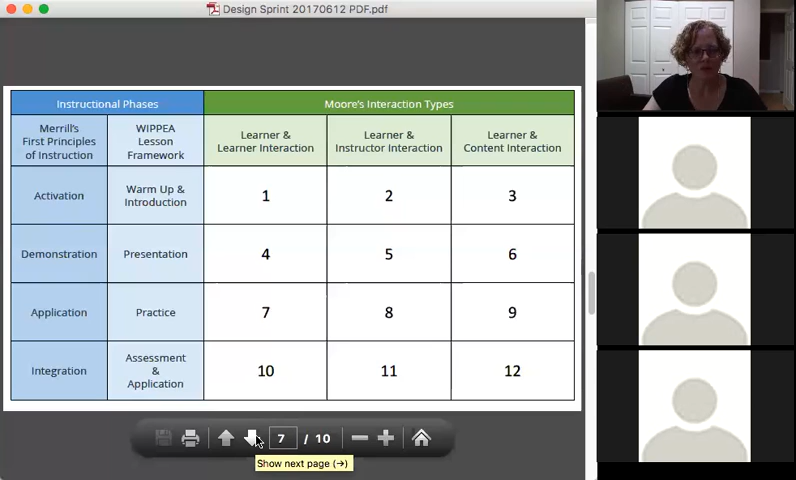 Design Sprint 20170612 PDF.pdf
Instructional Phases
Moore's Interaction Types
Merrill's
First Principles
of Instruction
WIPPEA
Lesson
Framework
Learner &
Learner Interaction
Learner &
Instructor Interaction
Learner &
Content Interaction
Activation
Warm Up &
Introduction
1
2
3
Demonstration
Presentation
4
5
6
Application
Practice
7
8
9
Integration
Assessment
&
Application
10
11
12
7 / 10
Show next page (→)